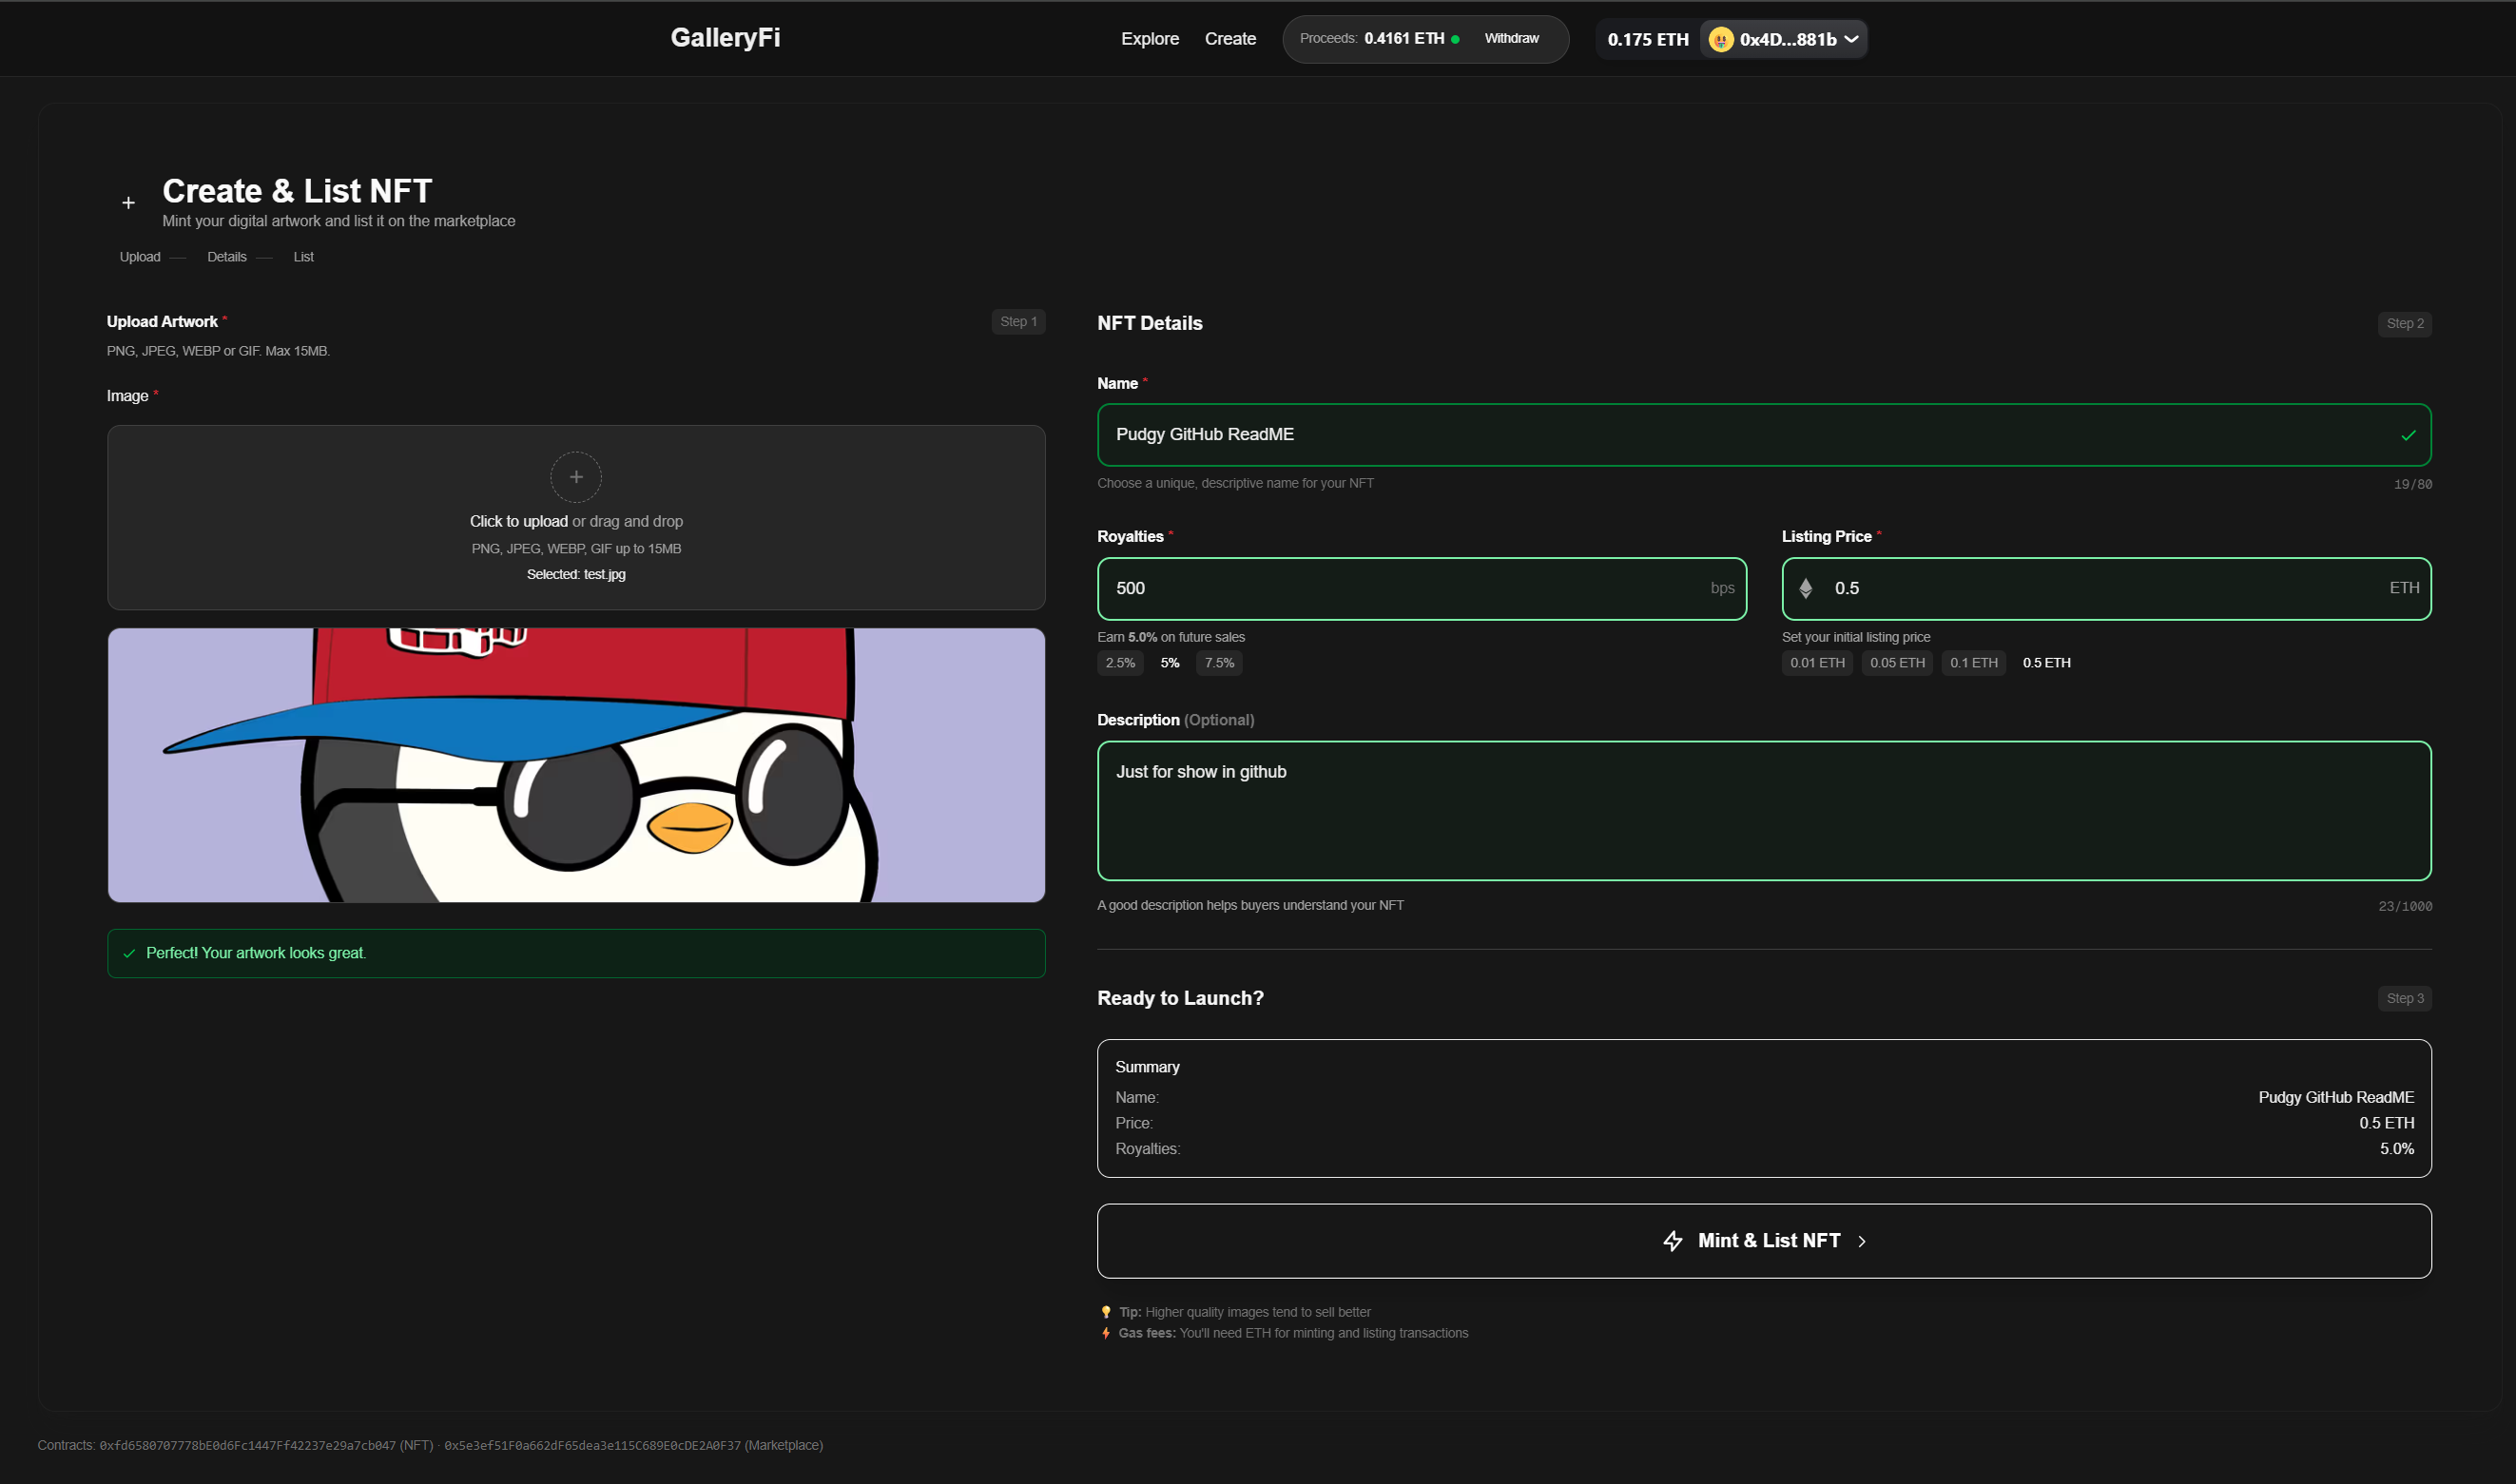 GalleryFi
Explore Create Proceeds: 0.4161 ETH Withdraw 0.175 ETH 0x4D...881b
Create & List NFT
Mint your digital artwork and list it on the marketplace
Upload Details List
Upload Artwork * Step 1
PNG, JPEG, WEBP or GIF. Max 15MB.
Image *
Click to upload or drag and drop
PNG, JPEG, WEBP, GIF up to 15MB
Selected: test.jpg
Perfect! Your artwork looks great.
NFT Details Step 2
Name *
Pudgy GitHub ReadME
Choose a unique, descriptive name for your NFT 19/80
Royalties * Listing Price *
500 bps 0.5 ETH
Earn 5.0% on future sales Set your initial listing price
2.5% 5% 7.5% 0.01 ETH 0.05 ETH 0.1 ETH 0.5 ETH
Description (Optional)
Just for show in github
A good description helps buyers understand your NFT 23/1000
Ready to Launch? Step 3
Summary
Name: Pudgy GitHub ReadME
Price: 0.5 ETH
Royalties: 5.0%
Mint & List NFT
Tip: Higher quality images tend to sell better
Gas fees: You'll need ETH for minting and listing transactions
Contracts: 0xfd6580707778bE0d6Fc1447Ff42237e29a7cb047 (NFT) · 0x5e3ef51F0a662dF65dea3e115C689E0cDE2A0F37 (Marketplace)